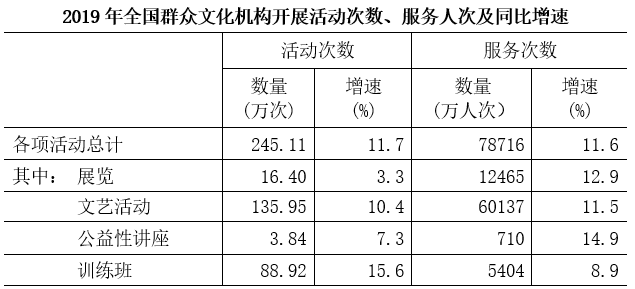 2019 年全国群众文化机构开展活动次数、服务人次及同比增速
活动次数 服务次数
数量 增速 数量 增速
(万次) (%) (万人次） (%)
各项活动总计 245.11 11.7 78716 11.6
其中： 展览 16.40 3.3 12465 12.9
文艺活动 135.95 10.4 60137 11.5
公益性讲座 3.84 7.3 710 14.9
训练班 88.92 15.6 5404 8.9